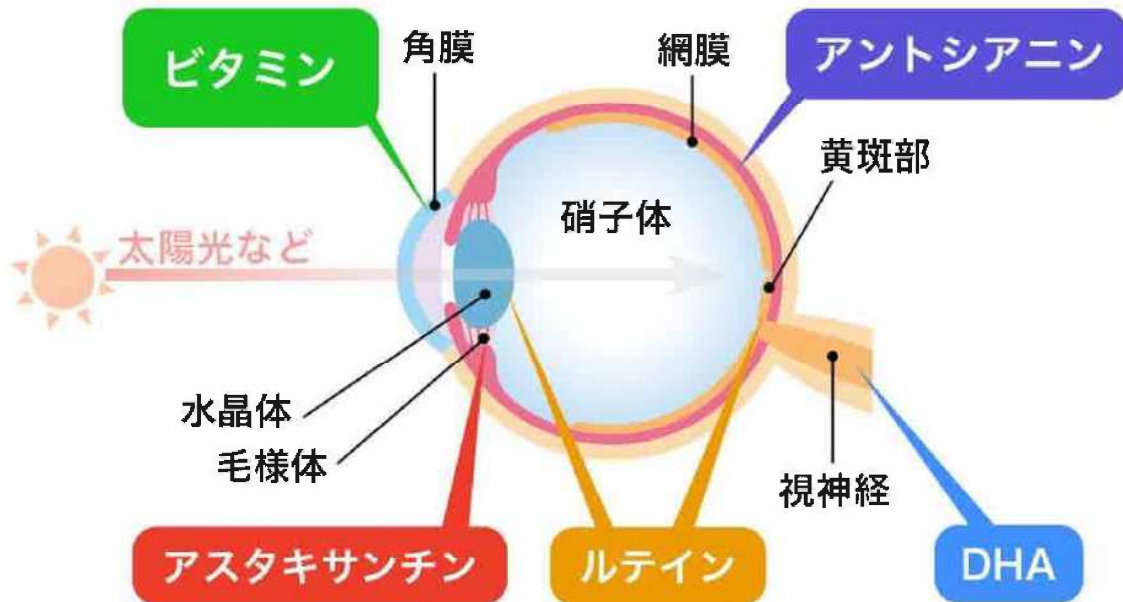 ビタミン
角膜
網膜
アントシアニン
黄斑部
硝子体
太陽光など
水晶体
毛様体
視神経
アスタキサンチン
ルテイン
DHA